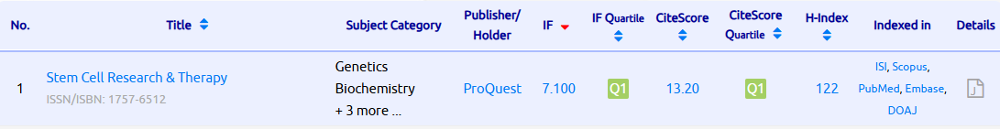 No. Title Subject Category Publisher/ Holder IF IF Quartile CiteScore CiteScore Quartile H-Index Indexed in Details
1 Stem Cell Research & Therapy
ISSN/ISBN: 1757-6512
Genetics
Biochemistry
+ 3 more ...
ProQuest 7.100 Q1 13.20 Q1 122
ISI, Scopus,
PubMed, Embase,
DOAJ